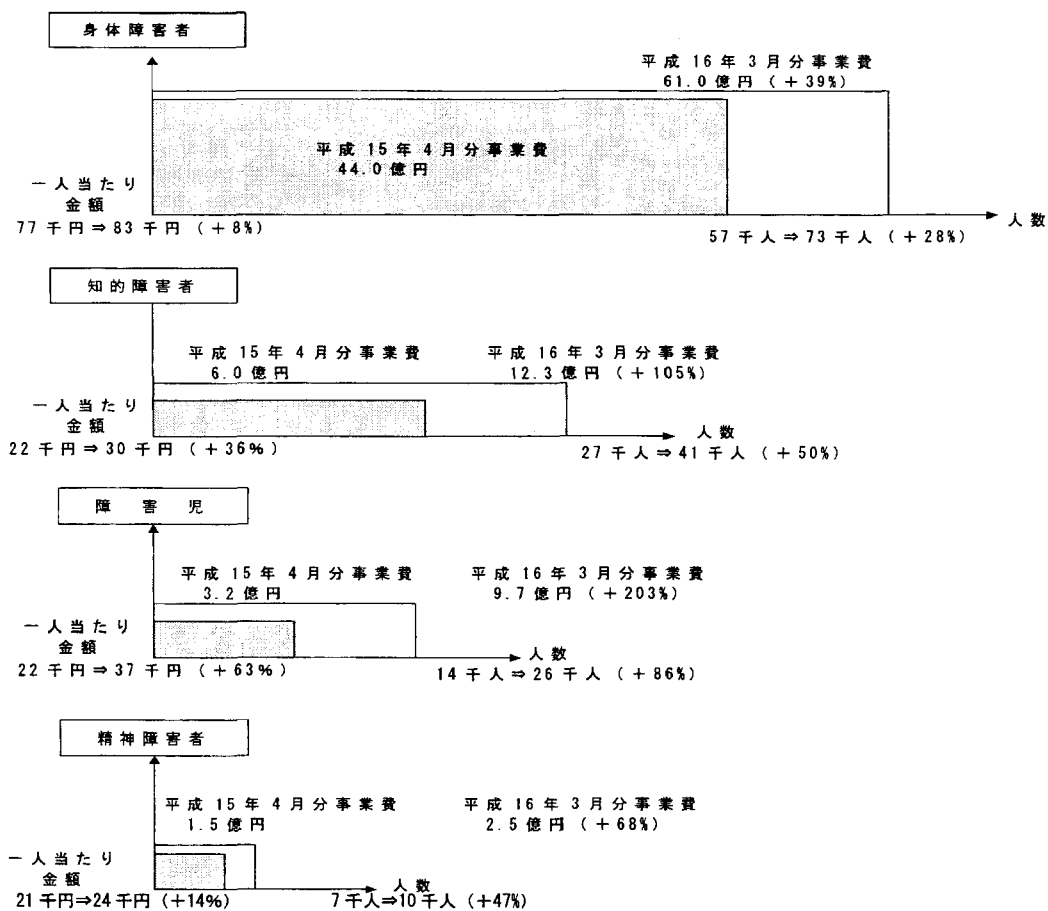 身体障害者
平成16年3月分事業費
61.0億円(+39%)
平成15年4月分事業費
44.0億円
一人当たり
金額
77千円⇒83千円(+8%)
人数
57千人⇒73千人(+28%)
知的障害者
平成15年4月分事業費
6.0億円
平成16年3月分事業費
12.3億円(+105%)
一人当たり
金額
22千円⇒30千円(+36%)
人数
27千人⇒41千人(+50%)
障害児
平成15年4月分事業費
3.2億円
平成16年3月分事業費
9.7億円(+203%)
一人当たり
金額
22千円⇒37千円(+63%)
人数
14千人⇒26千人(+86%)
精神障害者
平成15年4月分事業費
1.5億円
平成16年3月分事業費
2.5億円(+68%)
一人当たり
金額
21千円⇒24千円(+14%)
人数
7千人⇒10千人(+47%)